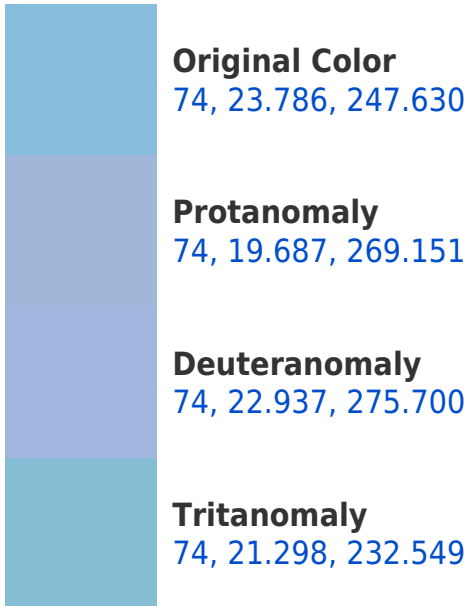 Original Color
74, 23.786, 247.630
Protanomaly
74, 19.687, 269.151
Deuteranomaly
74, 22.937, 275.700
Tritanomaly
74, 21.298, 232.549